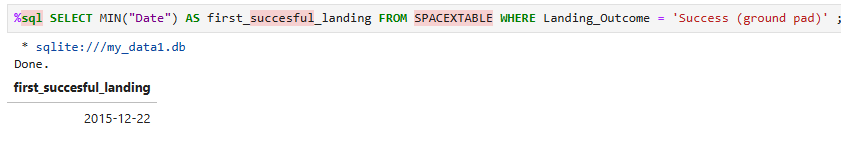 %sql SELECT MIN("Date") AS first_succesful_landing FROM SPACEXTABLE WHERE Landing_Outcome = 'Success (ground pad)' ;
* sqlite:///my_data1.db
Done.
first_succesful_landing
2015-12-22